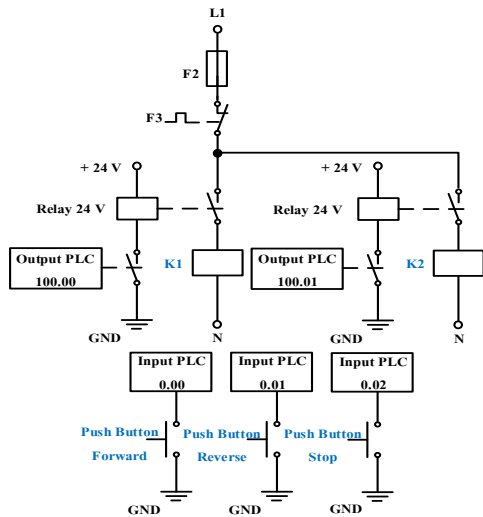 L1
F2
F3
+ 24 V
+ 24 V
Relay 24 V
Relay 24 V
Output PLC
100.00
K1
Output PLC
100.01
K2
GND
N
GND
N
Input PLC
0.00
Input PLC
0.01
Input PLC
0.02
Push Button
Forward
Push Button
Reverse
Push Button
Stop
GND
GND
GND